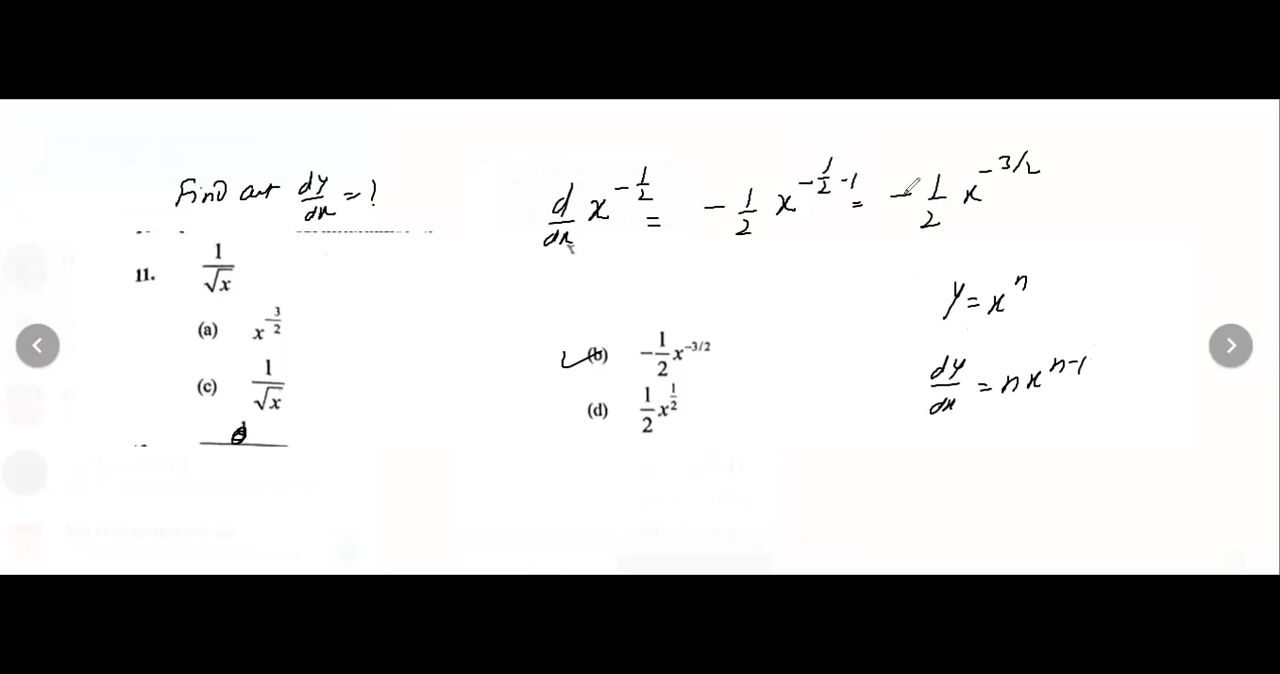 Find out dy/dx = ?
d/dx x^(-1/2) = -1/2 x^(-1/2 -1) = -1/2 x^(-3/2)
11. 1/√x
y = x^n
(a) x^(-3/2)
(b) -1/2 x^(-3/2)
dy/dx = n x^(n-1)
(c) 1/√x
(d) 1/2 x^(1/2)